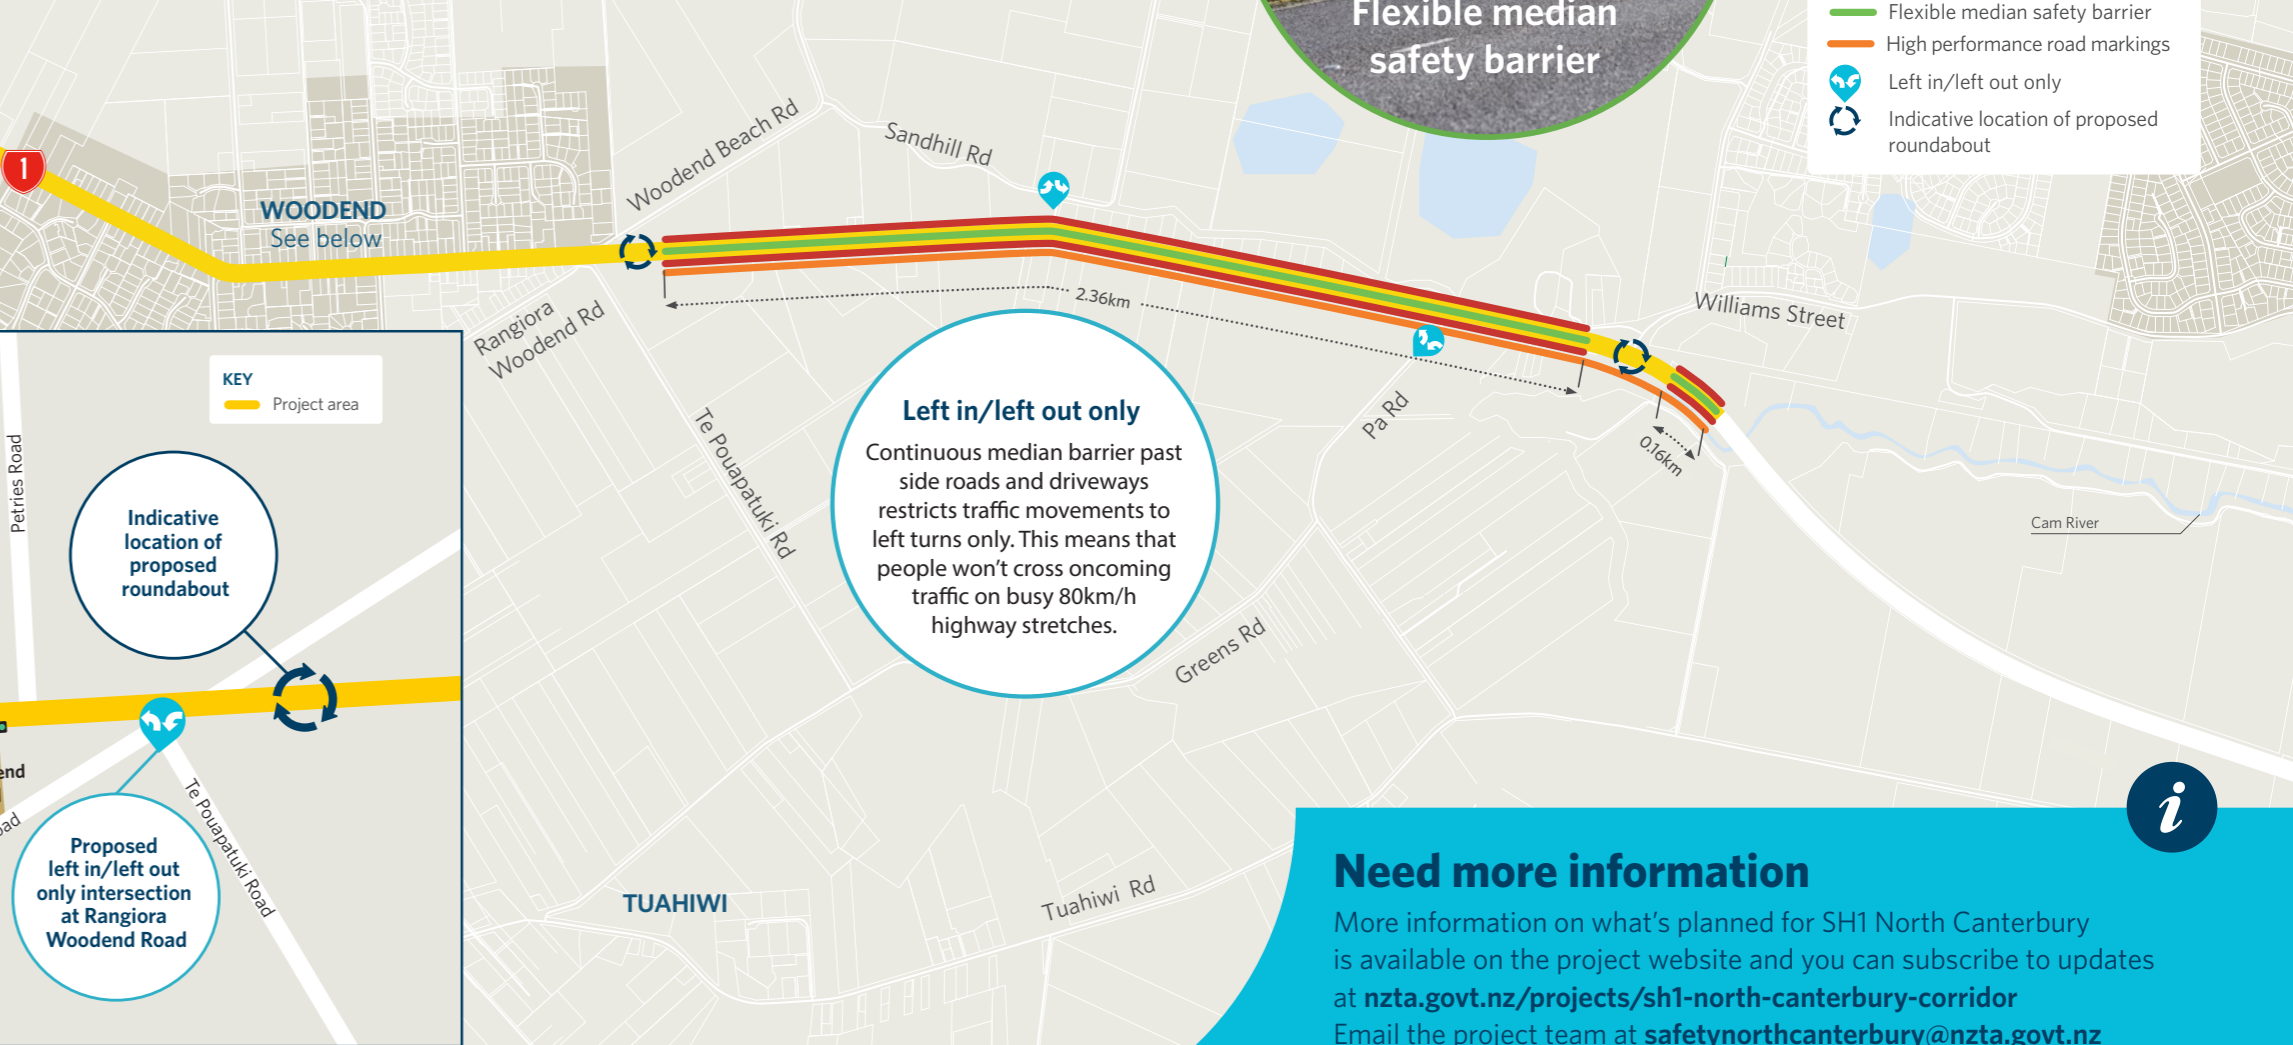 Flexible median
safety barrier
Flexible median safety barrier
High performance road markings
Left in/left out only
Indicative location of proposed
roundabout
1
WOODEND
See below
Woodend Beach Rd
Sandhill Rd
Rangiora
Woodend Rd
2.36km
Williams Street
Te Pouapatuki Rd
Pa Rd
0.16km
Cam River
Left in/left out only
Continuous median barrier past
side roads and driveways
restricts traffic movements to
left turns only. This means that
people won't cross oncoming
traffic on busy 80km/h
highway stretches.
Greens Rd
TUAHIWI
Tuahiwi Rd
KEY
Project area
Petries Road
Indicative
location of
proposed
roundabout
end
oad
Te Pouapatuki Road
Proposed
left in/left out
only intersection
at Rangiora
Woodend Road
i
Need more information
More information on what's planned for SH1 North Canterbury
is available on the project website and you can subscribe to updates
at nzta.govt.nz/projects/sh1-north-canterbury-corridor
Email the project team at safetynorthcanterbury@nzta.govt.nz